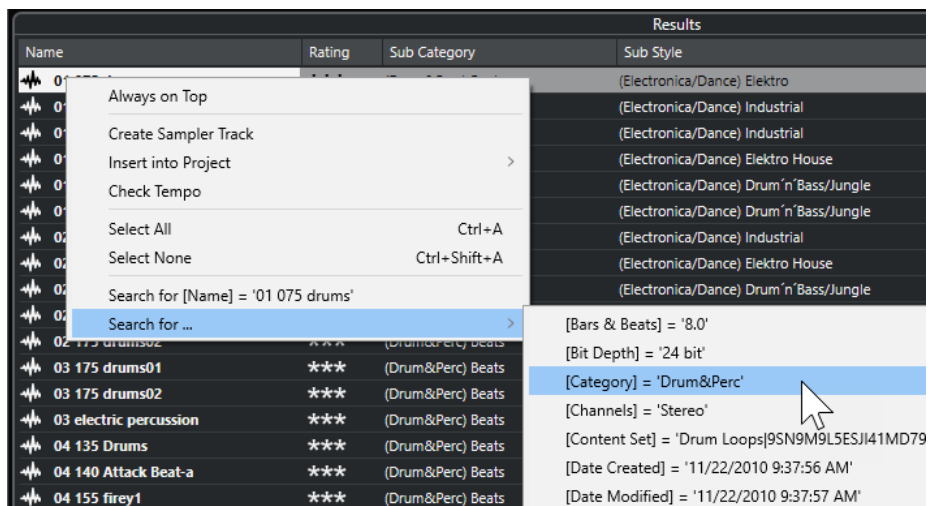 Results
Name Rating Sub Category Sub Style
(Electronica/Dance) Elektro
(Electronica/Dance) Industrial
(Electronica/Dance) Industrial
(Electronica/Dance) Elektro House
(Electronica/Dance) Drum´n´Bass/Jungle
(Electronica/Dance) Drum´n´Bass/Jungle
(Electronica/Dance) Industrial
(Electronica/Dance) Elektro House
(Electronica/Dance) Drum´n´Bass/Jungle
Always on Top
Create Sampler Track
Insert into Project >
Check Tempo
Select All Ctrl+A
Select None Ctrl+Shift+A
Search for [Name] = '01 075 drums'
Search for ... >
[Bars & Beats] = '8.0'
[Bit Depth] = '24 bit'
[Category] = 'Drum&Perc'
[Channels] = 'Stereo'
[Content Set] = 'Drum Loops|9SN9M9L5ESJI41MD79
[Date Created] = '11/22/2010 9:37:56 AM'
[Date Modified] = '11/22/2010 9:37:57 AM'
02 175 drums02 *** (Drum&Perc) Beats
03 175 drums01 *** (Drum&Perc) Beats
03 175 drums02 *** (Drum&Perc) Beats
03 electric percussion *** (Drum&Perc) Beats
04 135 Drums *** (Drum&Perc) Beats
04 140 Attack Beat-a *** (Drum&Perc) Beats
04 155 firey1 *** (Drum&Perc) Beats